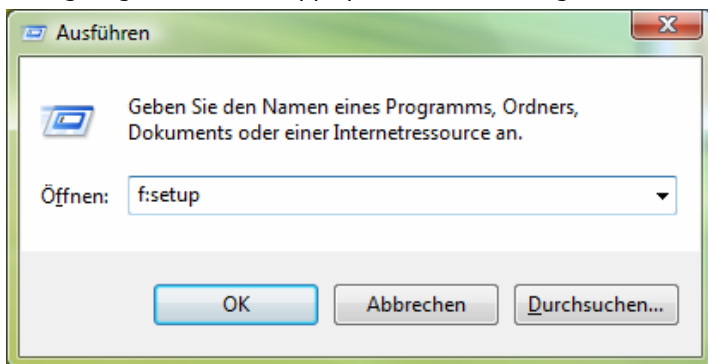 Ausführen
Geben Sie den Namen eines Programms, Ordners,
Dokuments oder einer Internetressource an.
Öffnen: f:setup
OK Abbrechen Durchsuchen...